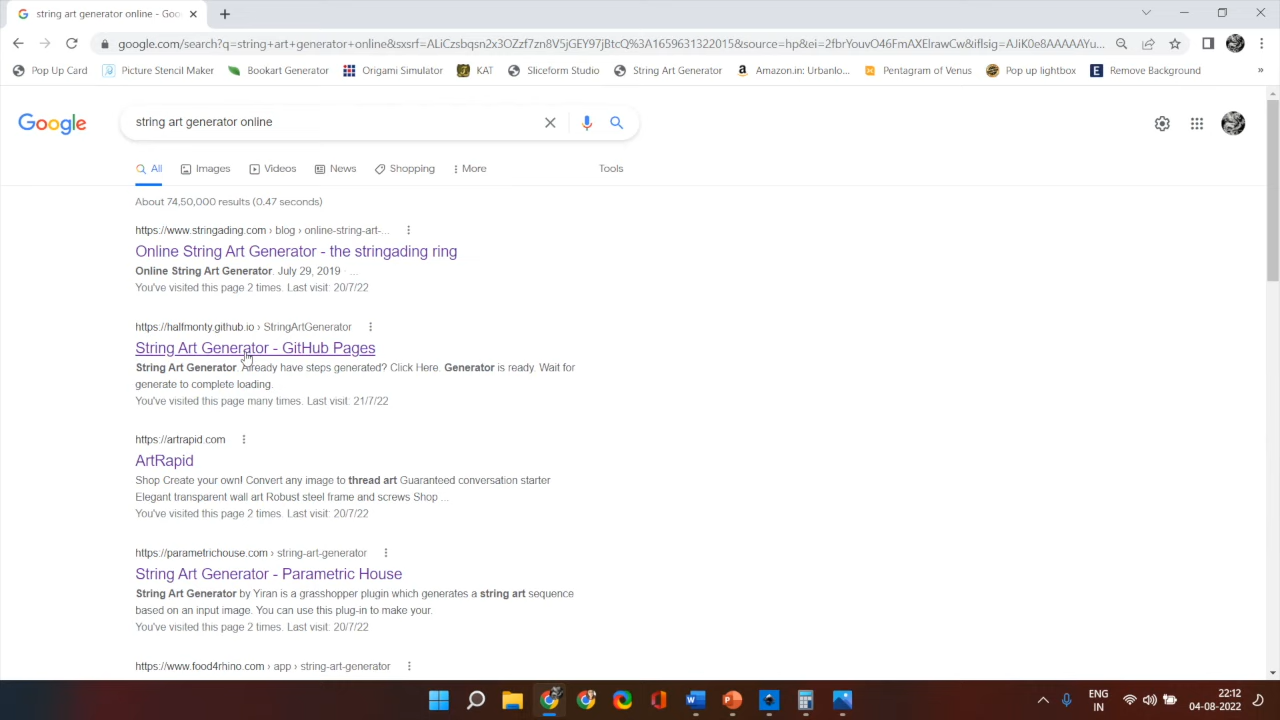 string art generator online - Goo
google.com/search?q=string+art+generator+online&sxsrf=ALiCzsbqsn2x3OZzf7zn8V5jGEY97jBtcQ%3A1659631322015&source=hp&ei=2fbrYouvO46FmAXElrawCw&iflsig=AJiK0e8AAAAAYu...
Pop Up Card
Picture Stencil Maker
Bookart Generator
Origami Simulator
KAT
Sliceform Studio
String Art Generator
Amazon.in: Urbanlo...
Pentagram of Venus
Pop up lightbox
Remove Background
»
Google
string art generator online
All
Images
Videos
News
Shopping
More
Tools
About 74,50,000 results (0.47 seconds)
https://www.stringading.com › blog › online-string-art-...
Online String Art Generator - the stringading ring
Online String Art Generator. July 29, 2019 · ...
You've visited this page 2 times. Last visit: 20/7/22
https://halfmonty.github.io › StringArtGenerator
String Art Generator - GitHub Pages
String Art Generator. Already have steps generated? Click Here. Generator is ready. Wait for
generate to complete loading.
You've visited this page many times. Last visit: 21/7/22
https://artrapid.com
ArtRapid
Shop Create your own! Convert any image to thread art Guaranteed conversation starter
Elegant transparent wall art Robust steel frame and screws Shop ...
You've visited this page 2 times. Last visit: 20/7/22
https://parametrichouse.com › string-art-generator
String Art Generator - Parametric House
String Art Generator by Yiran is a grasshopper plugin which generates a string art sequence
based on an input image. You can use this plug-in to make your.
You've visited this page 2 times. Last visit: 20/7/22
https://www.food4rhino.com › app › string-art-generator
ENG
IN
22:12
04-08-2022